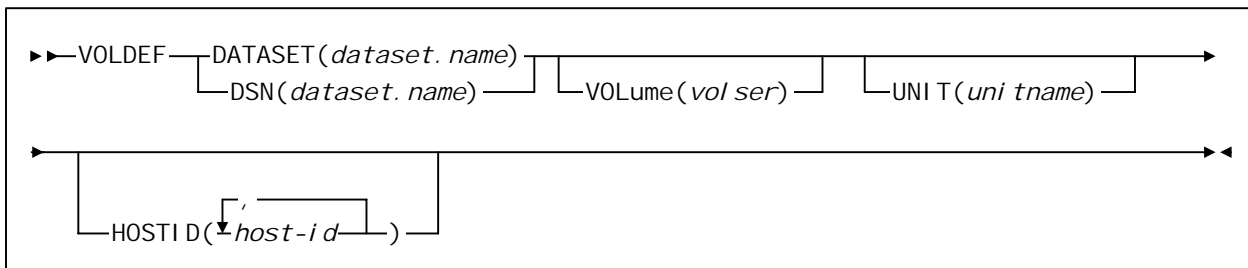 VOLDEF DATASET(dataset.name)
DSN(dataset.name) VOLume(volser) UNIT(unitname)
,
HOSTID(host-id)